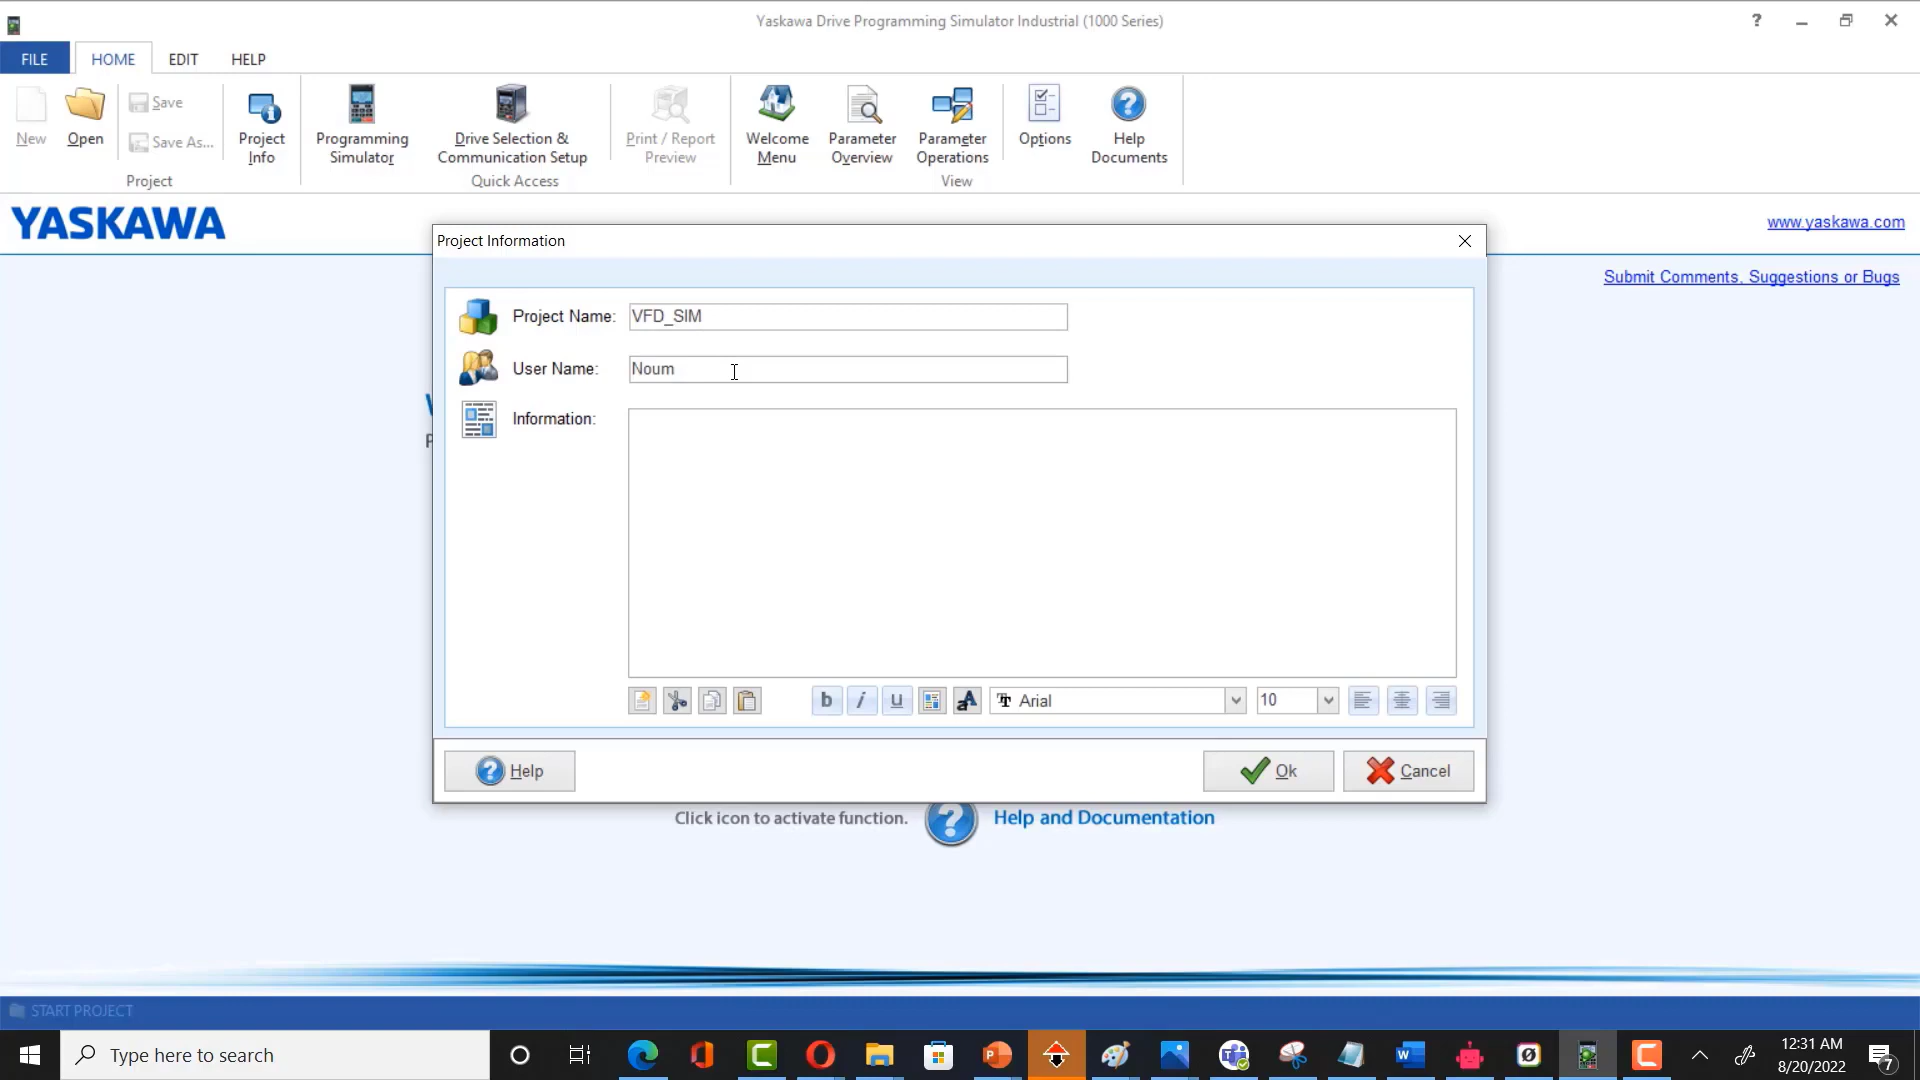 Yaskawa Drive Programming Simulator Industrial (1000 Series)
FILE HOME EDIT HELP
New
Open
Save
Save As...
Project
Info
Programming
Simulator
Drive Selection &
Communication Setup
Print / Report
Preview
Welcome
Menu
Parameter
Overview
Parameter
Operations
Options
Help
Documents
Project
Quick Access
View
YASKAWA
www.yaskawa.com
Submit Comments, Suggestions or Bugs
Project Information
Project Name: VFD_SIM
User Name: Noum
Information:
b i u Arial 10
Help
Ok
Cancel
Click icon to activate function.
Help and Documentation
START PROJECT
Type here to search
12:31 AM
8/20/2022
7